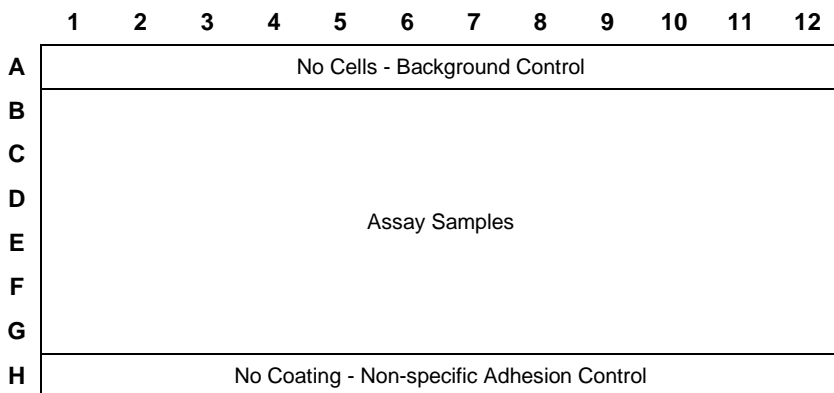 1 2 3 4 5 6 7 8 9 10 11 12
A No Cells - Background Control
B
C
D
Assay Samples
E
F
G
H No Coating - Non-specific Adhesion Control